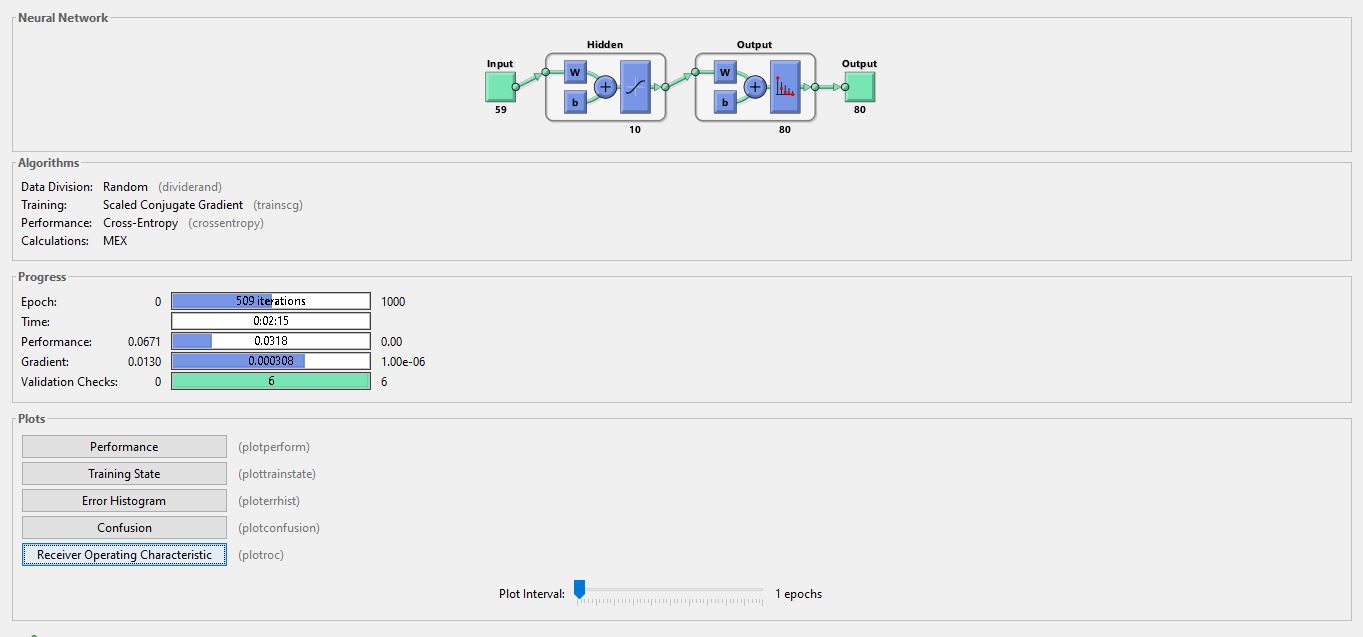 Neural Network
Hidden
Output
Input
Output
W
W
+
+
b
b
59
80
10
80
Algorithms
Data Division: Random (dividerand)
Training: Scaled Conjugate Gradient (trainscg)
Performance: Cross-Entropy (crossentropy)
Calculations: MEX
Progress
Epoch: 0 509 iterations 1000
Time: 0:02:15
Performance: 0.0671 0.0318 0.00
Gradient: 0.0130 0.000308 1.00e-06
Validation Checks: 0 6 6
Plots
Performance (plotperform)
Training State (plottrainstate)
Error Histogram (ploterrhist)
Confusion (plotconfusion)
Receiver Operating Characteristic (plotroc)
Plot Interval: 1 epochs